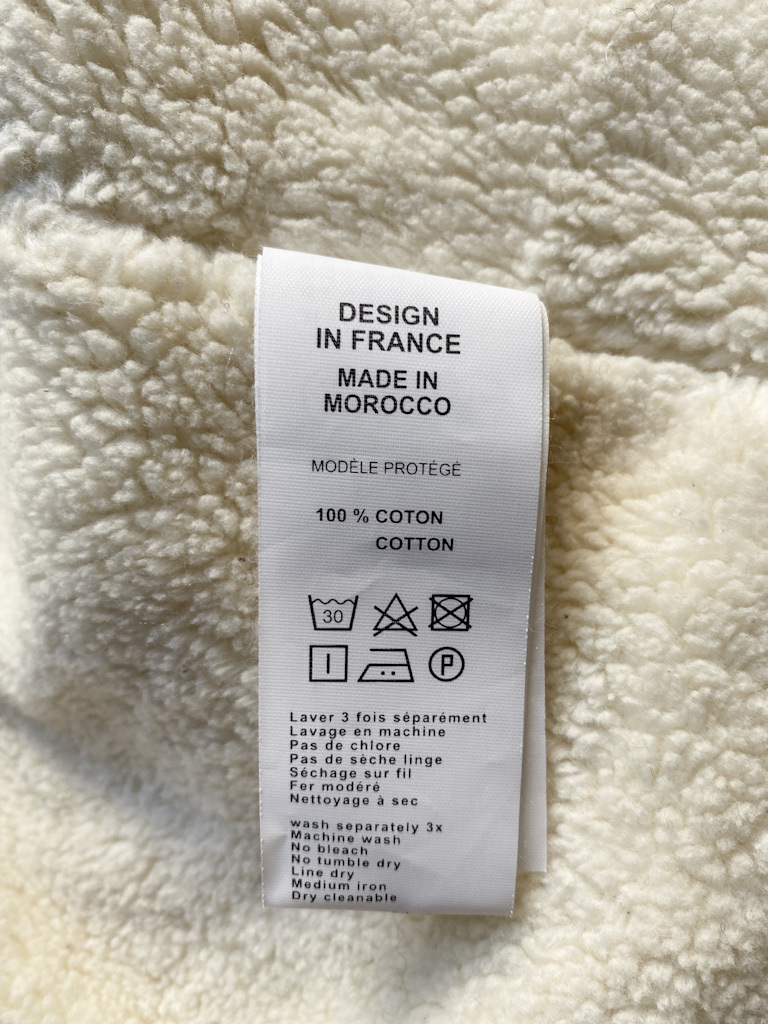 DESIGN
IN FRANCE
MADE IN
MOROCCO
MODÈLE PROTÉGÉ
100 % COTON
COTTON
30
P
Laver 3 fois séparément
Lavage en machine
Pas de chlore
Pas de sèche linge
Séchage sur fil
Fer modéré
Nettoyage à sec
wash separately 3x
Machine wash
No bleach
No tumble dry
Line dry
Medium iron
Dry cleanable